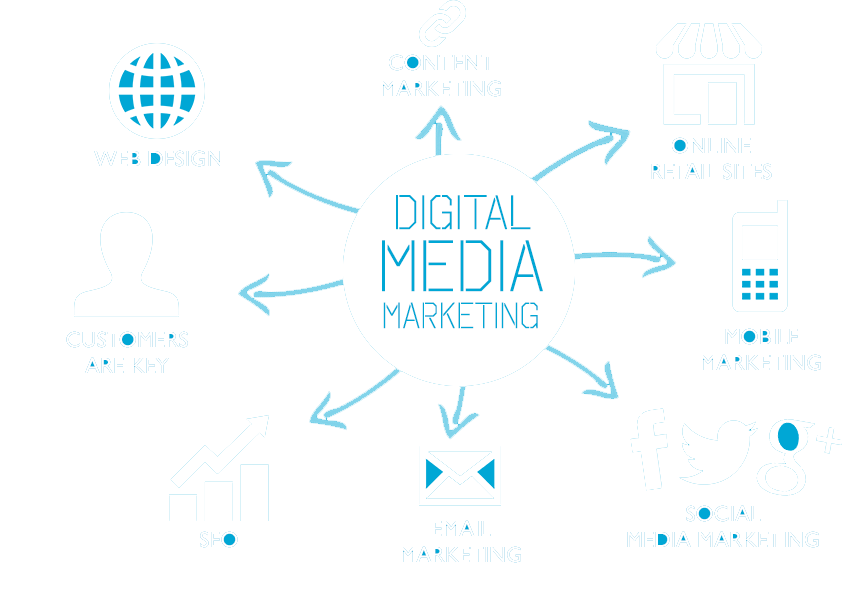 CONTENT
MARKETING
WEB DESIGN
ONLINE
RETAIL SITES
DIGITAL
MEDIA
MARKETING
CUSTOMERS
ARE KEY
MOBILE
MARKETING
SEO
EMAIL
MARKETING
f g+
SOCIAL
MEDIA MARKETING